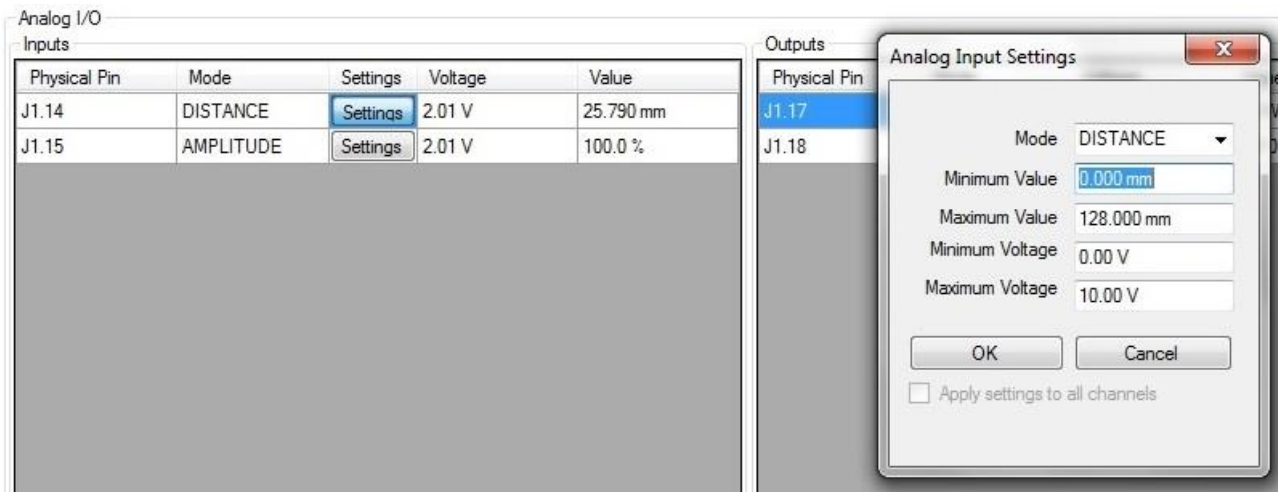 Analog I/O
Inputs
Physical Pin Mode Settings Voltage Value
J1.14 DISTANCE Settings 2.01 V 25.790 mm
J1.15 AMPLITUDE Settings 2.01 V 100.0 %
Outputs
Physical Pin
J1.17
J1.18
Analog Input Settings
Mode DISTANCE
Minimum Value 0.000 mm
Maximum Value 128.000 mm
Minimum Voltage 0.00 V
Maximum Voltage 10.00 V
OK Cancel
Apply settings to all channels